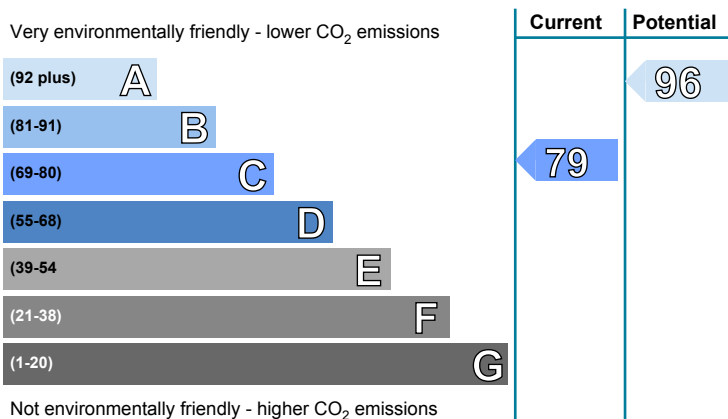 Current Potential
Very environmentally friendly - lower CO2 emissions
(92 plus) A 96
(81-91) B
(69-80) C 79
(55-68) D
(39-54 E
(21-38) F
(1-20) G
Not environmentally friendly - higher CO2 emissions